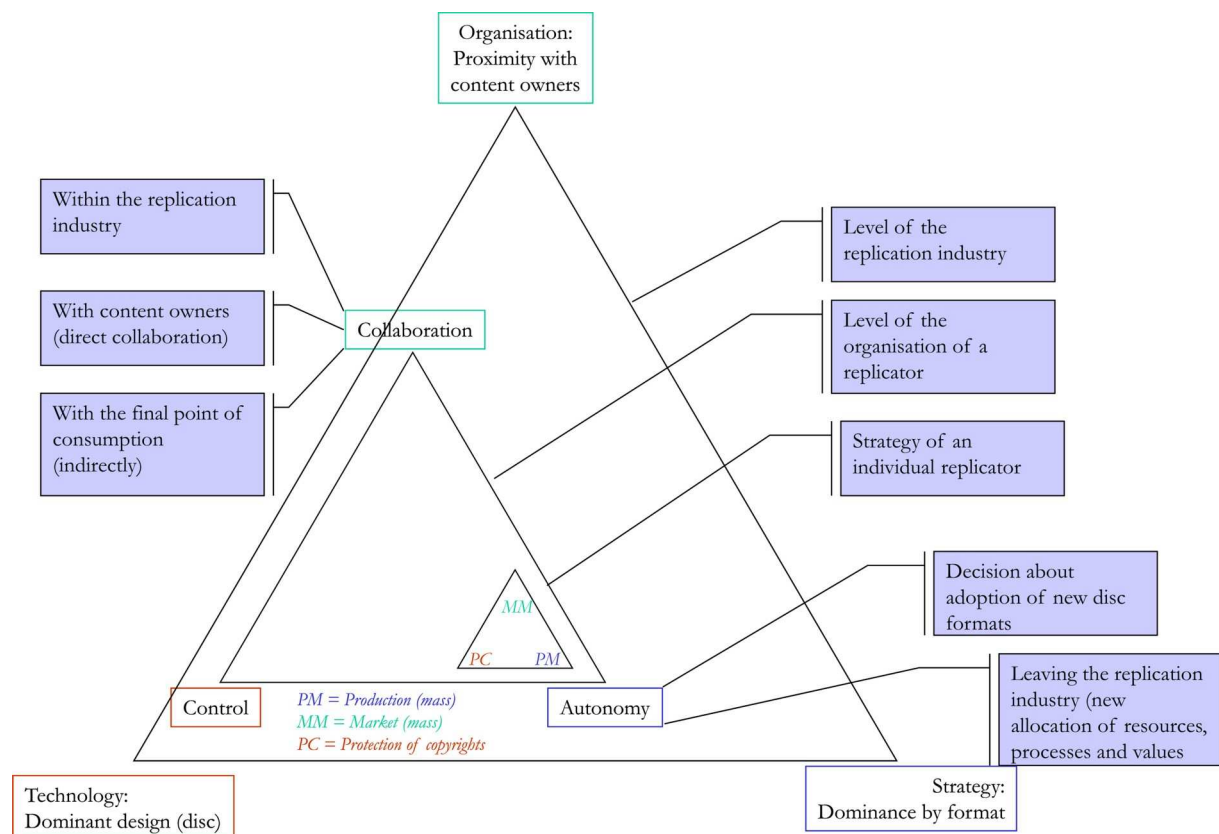 Organisation:
Proximity with
content owners
Within the replication
industry
With content owners
(direct collaboration)
With the final point of
consumption
(indirectly)
Collaboration
Level of the
replication industry
Level of the
organisation of a
replicator
Strategy of an
individual replicator
Decision about
adoption of new disc
formats
Leaving the replication
industry (new
allocation of resources,
processes and values
MM
PC
PM
Control
PM = Production (mass)
MM = Market (mass)
PC = Protection of copyrights
Autonomy
Technology:
Dominant design (disc)
Strategy:
Dominance by format